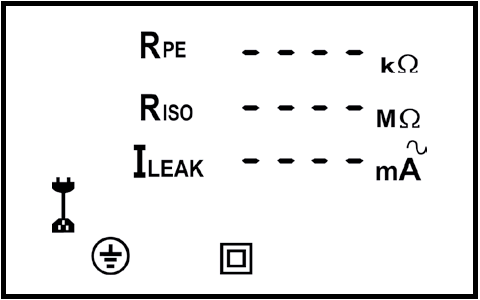 RPE - - - - kΩ
RISO - - - - MΩ
ILEAK - - - - mA ~